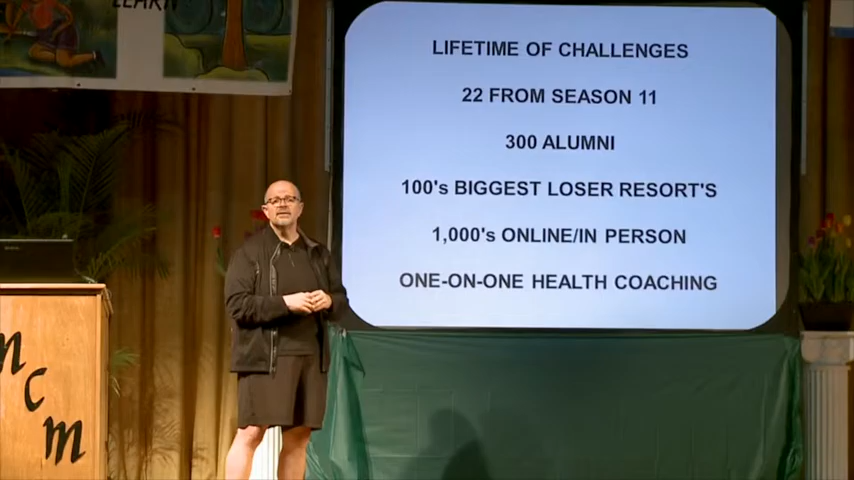 LEARN
LIFETIME OF CHALLENGES
22 FROM SEASON 11
300 ALUMNI
100's BIGGEST LOSER RESORT'S
1,000's ONLINE/IN PERSON
ONE-ON-ONE HEALTH COACHING
ncm